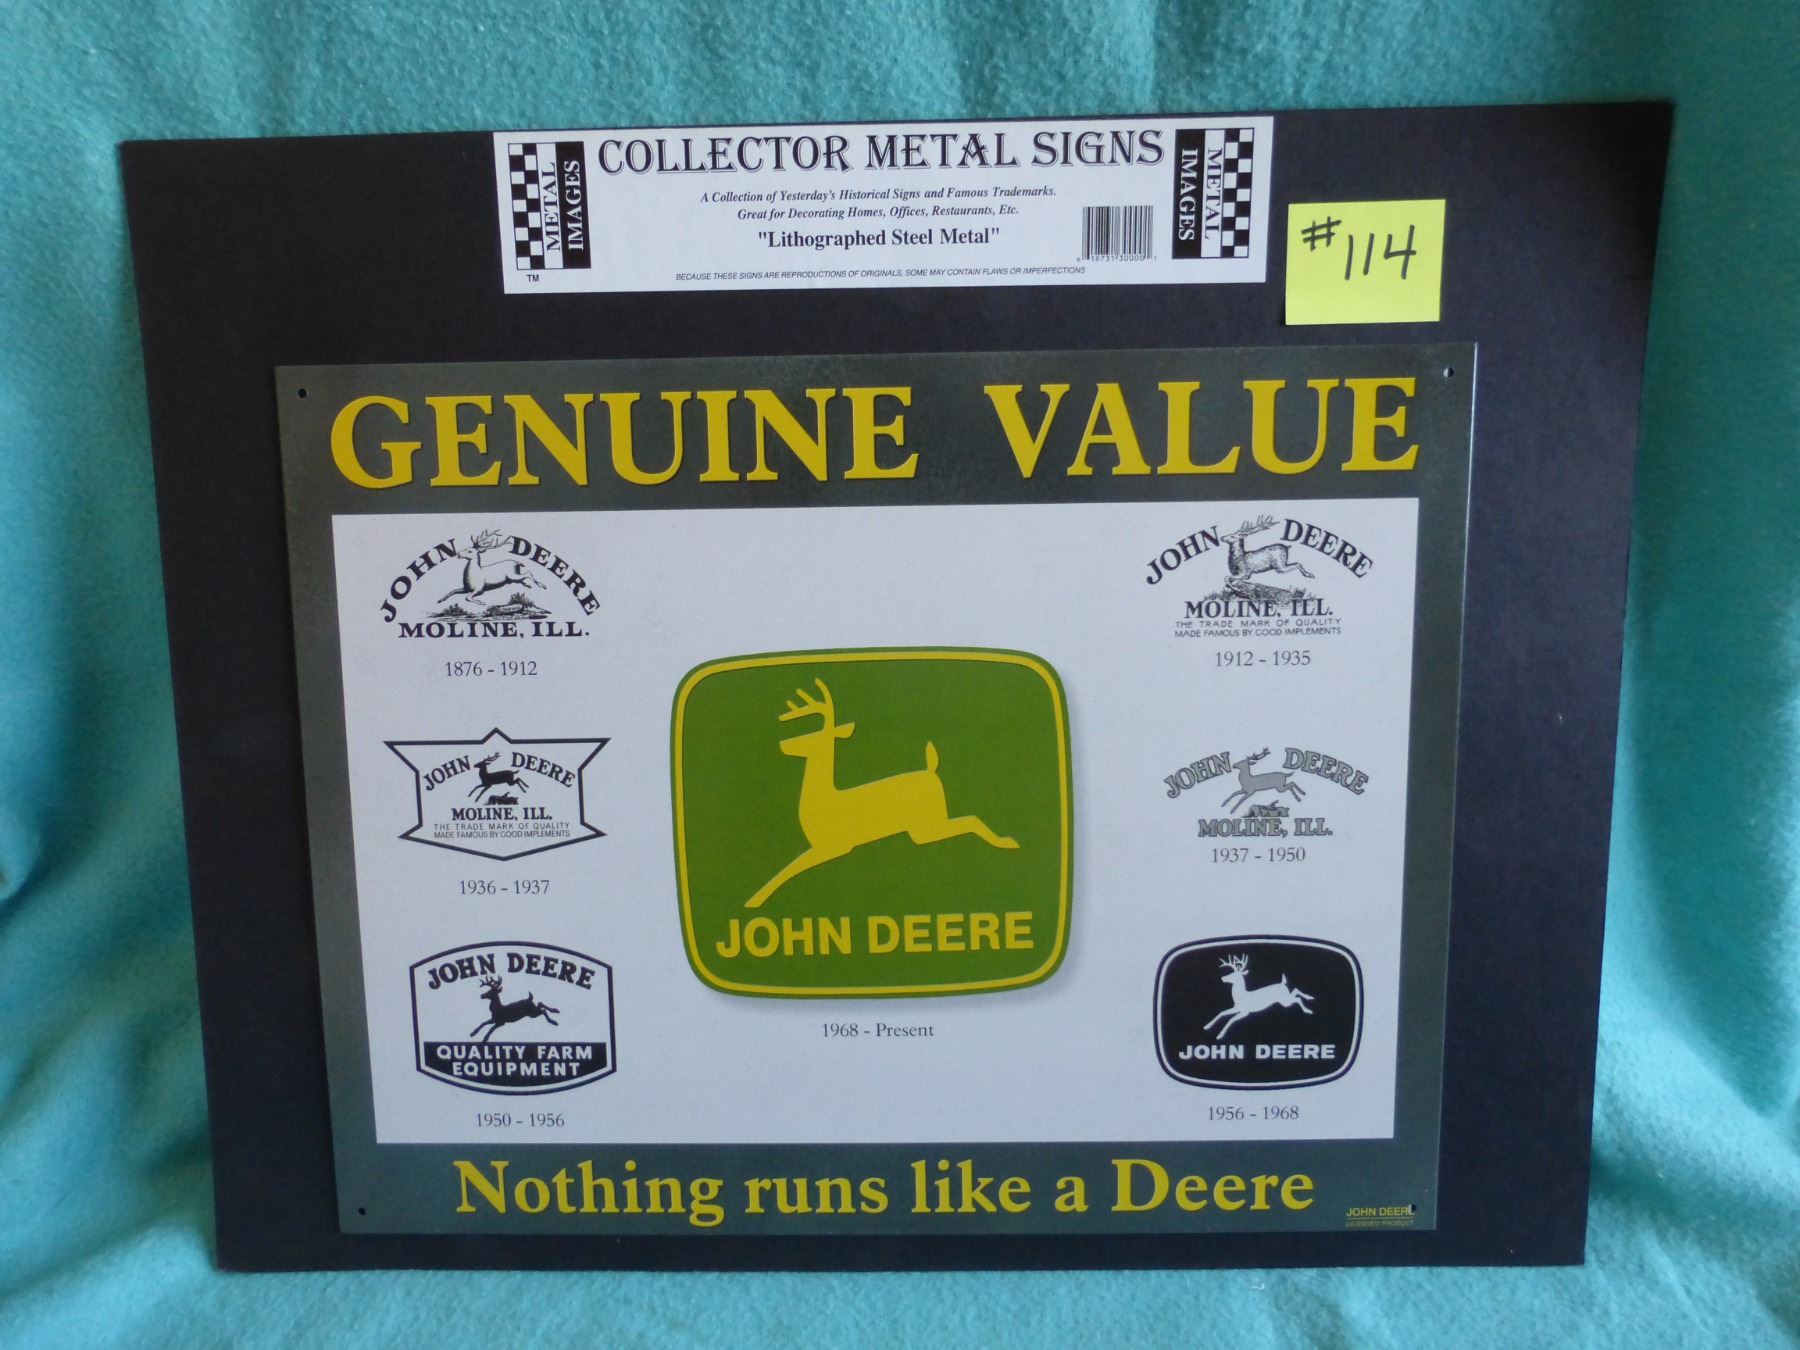 COLLECTOR METAL SIGNS
METAL IMAGES
METAL IMAGES
A Collection of Yesterday's Historical Signs and Famous Trademarks.
Great for Decorating Homes, Offices, Restaurants, Etc.
"Lithographed Steel Metal"
BECAUSE THESE SIGNS ARE REPRODUCTIONS OF ORIGINALS, SOME MAY CONTAIN FLAWS OR IMPERFECTIONS
TM
#114
GENUINE VALUE
JOHN DEERE
MOLINE, ILL.
1876 - 1912
JOHN DEERE
MOLINE, ILL.
THE TRADE MARK OF QUALITY
MADE FAMOUS BY GOOD IMPLEMENTS
1912 - 1935
JOHN DEERE
MOLINE, ILL.
THE TRADE MARK OF QUALITY
MADE FAMOUS BY GOOD IMPLEMENTS
1936 - 1937
JOHN DEERE
MOLINE, ILL.
1937 - 1950
JOHN DEERE
QUALITY FARM
EQUIPMENT
1950 - 1956
JOHN DEERE
1968 - Present
JOHN DEERE
1956 - 1968
Nothing runs like a Deere
JOHN DEERE
LICENSED PRODUCT